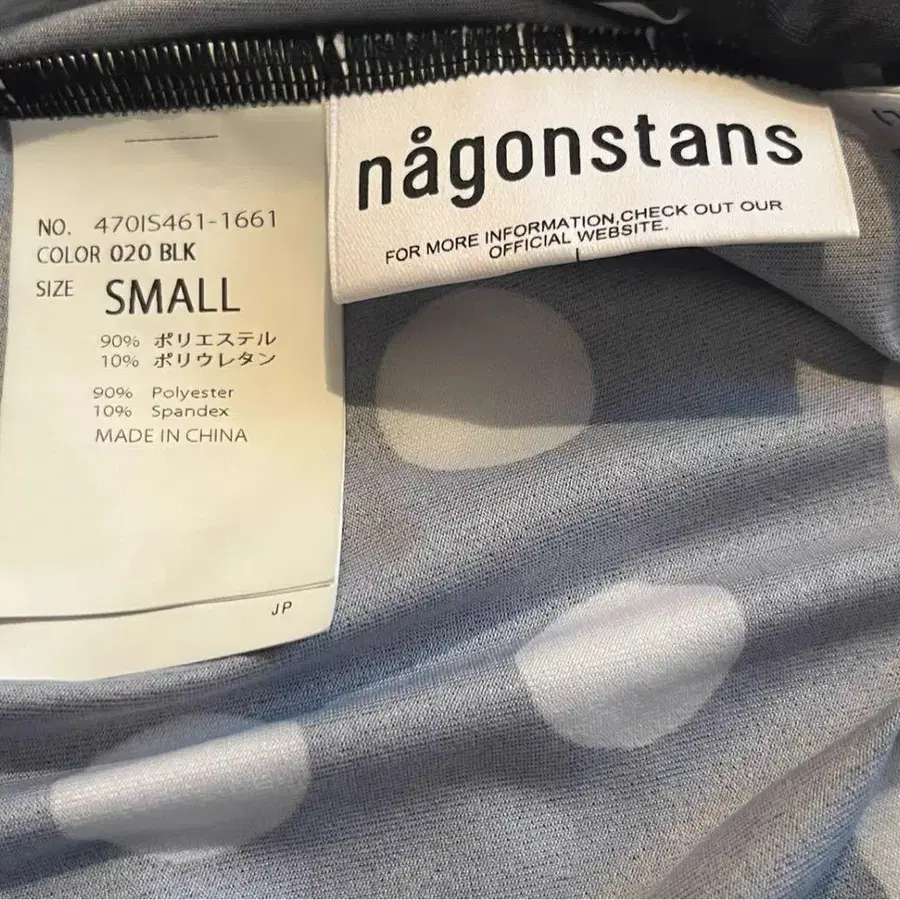 NO. 470IS461-1661
COLOR 020 BLK
SIZE SMALL
90% ポリエステル
10% ポリウレタン
90% Polyester
10% Spandex
MADE IN CHINA
JP
någonstans
FOR MORE INFORMATION,CHECK OUT OUR
OFFICIAL WEBSITE.